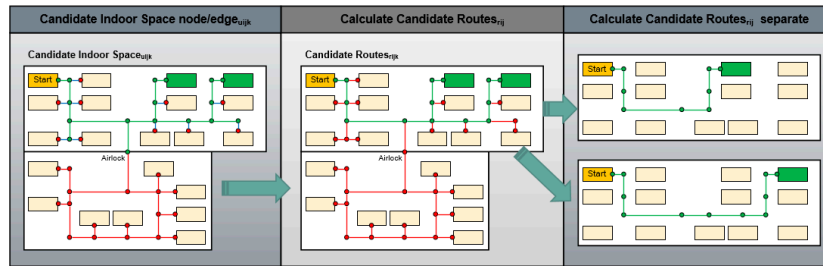 Candidate Indoor Space node/edgeuijk
Calculate Candidate Routesrij
Calculate Candidate Routesrij separate
Candidate Indoor Spaceuijk
Start
Airlock
Candidate Routesrijk
Start
Airlock
Start
Start